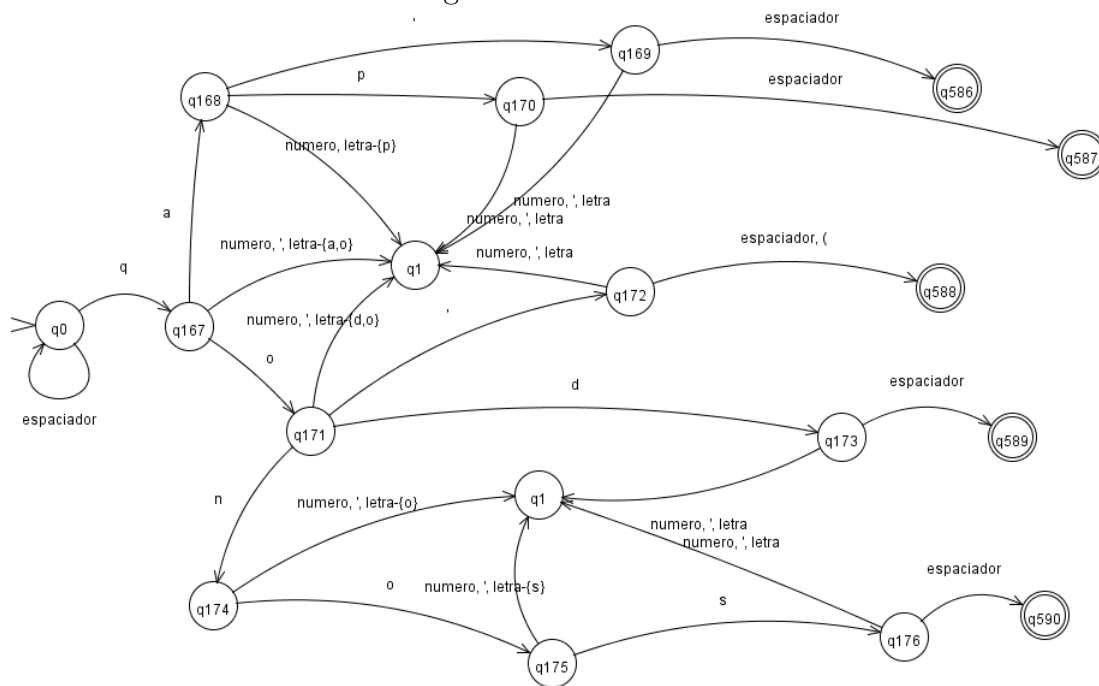 '
espaciador
q169
p
espaciador
q168
q170
q586
numero, letra-{p}
q587
numero, ', letra
numero, ', letra
a
numero, ', letra-{a,o}
numero, ', letra
espaciador, (
q
q1
q172
q588
q0
q167
numero, ', letra-{d,o}
'
o
d
espaciador
espaciador
q171
q173
q589
n
numero, ', letra-{o}
q1
numero, ', letra
numero, ', letra
espaciador
o
numero, ', letra-{s}
s
q174
q590
q175
q176